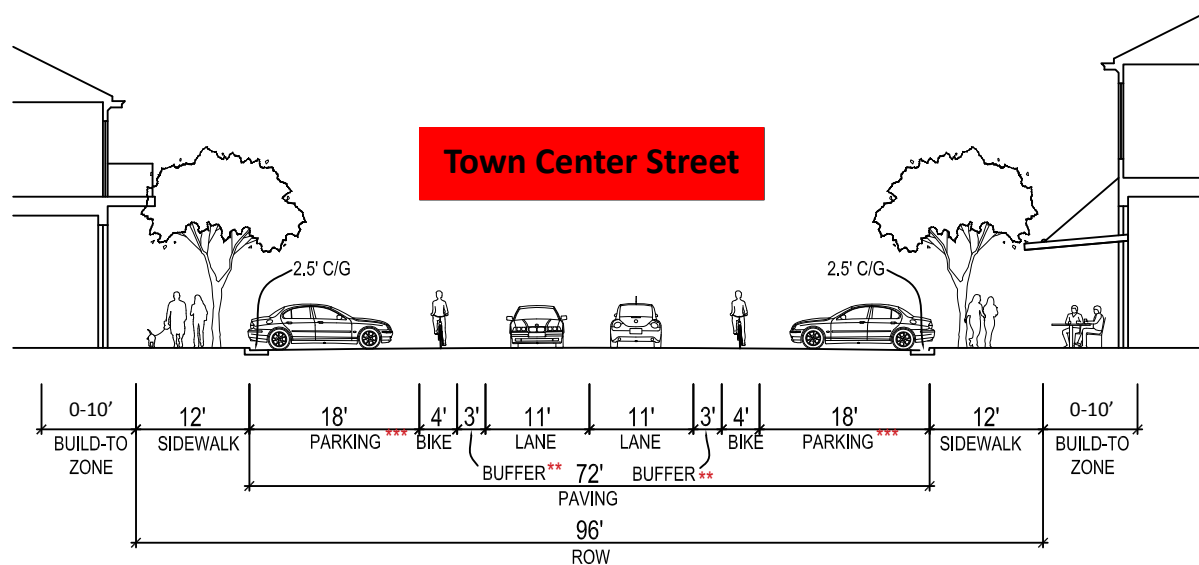 Town Center Street
2.5' C/G
2.5' C/G
0-10'
12'
18'
4'
3'
11'
11'
3'
4'
18'
12'
0-10'
BUILD-TO
ZONE
SIDEWALK
PARKING ***
BIKE
LANE
LANE
BIKE
PARKING ***
SIDEWALK
BUILD-TO
ZONE
BUFFER **
72'
BUFFER **
PAVING
96'
ROW